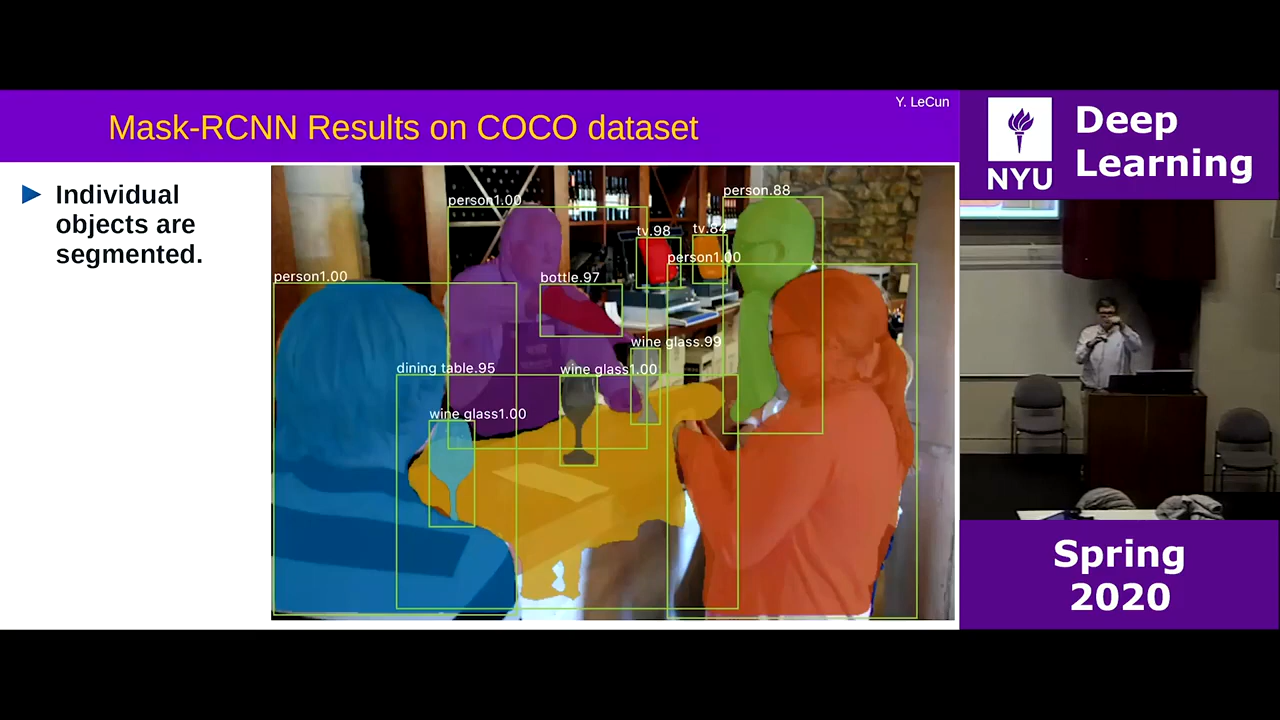 Y. LeCun
Mask-RCNN Results on COCO dataset
Individual
objects are
segmented.
person.88
person1.00
tv.98
tv.84
person1.00
person1.00
bottle.97
wine glass.99
dining table.95
wine glass1.00
wine glass1.00
NYU
Deep
Learning
Spring
2020